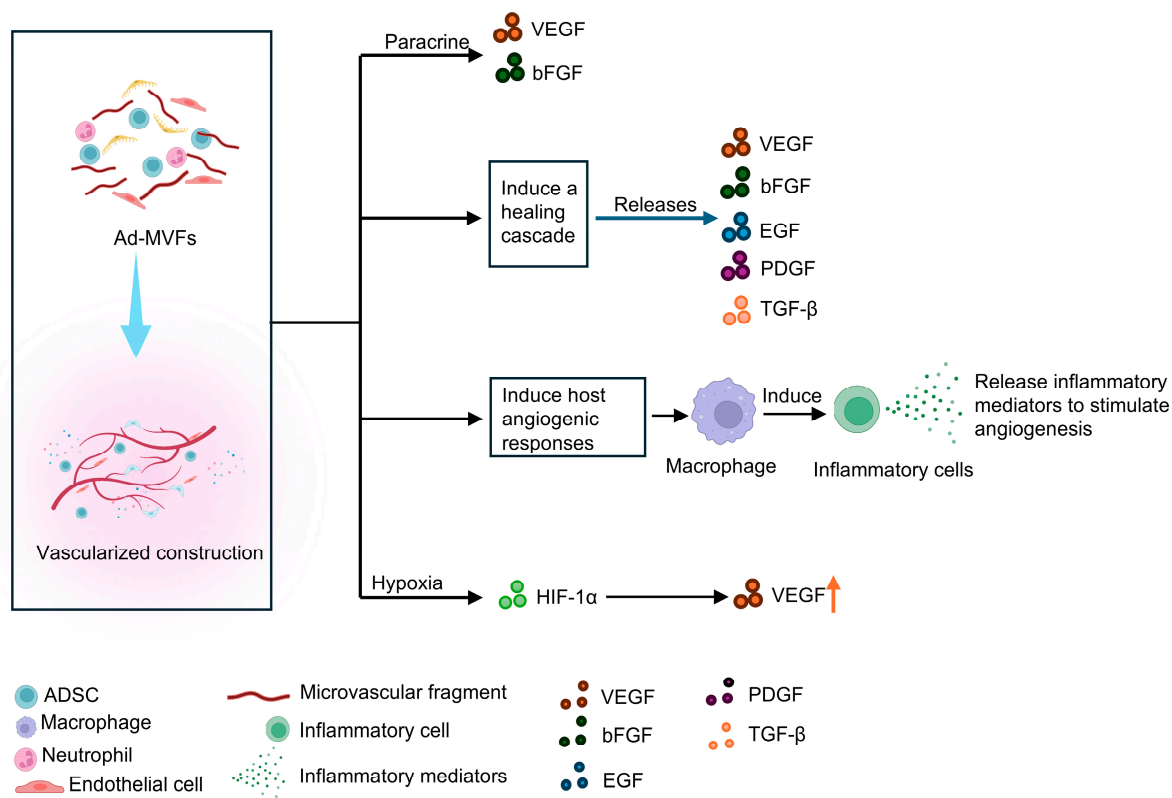 Paracrine
VEGF
bFGF
Ad-MVFs
Induce a
healing
cascade
Releases
VEGF
bFGF
EGF
PDGF
TGF-β
Induce host
angiogenic
responses
Macrophage
Induce
Inflammatory cells
Release inflammatory
mediators to stimulate
angiogenesis
Vascularized construction
Hypoxia
HIF-1α
VEGF
ADSC
Macrophage
Neutrophil
Endothelial cell
Microvascular fragment
Inflammatory cell
Inflammatory mediators
VEGF
bFGF
EGF
PDGF
TGF-β